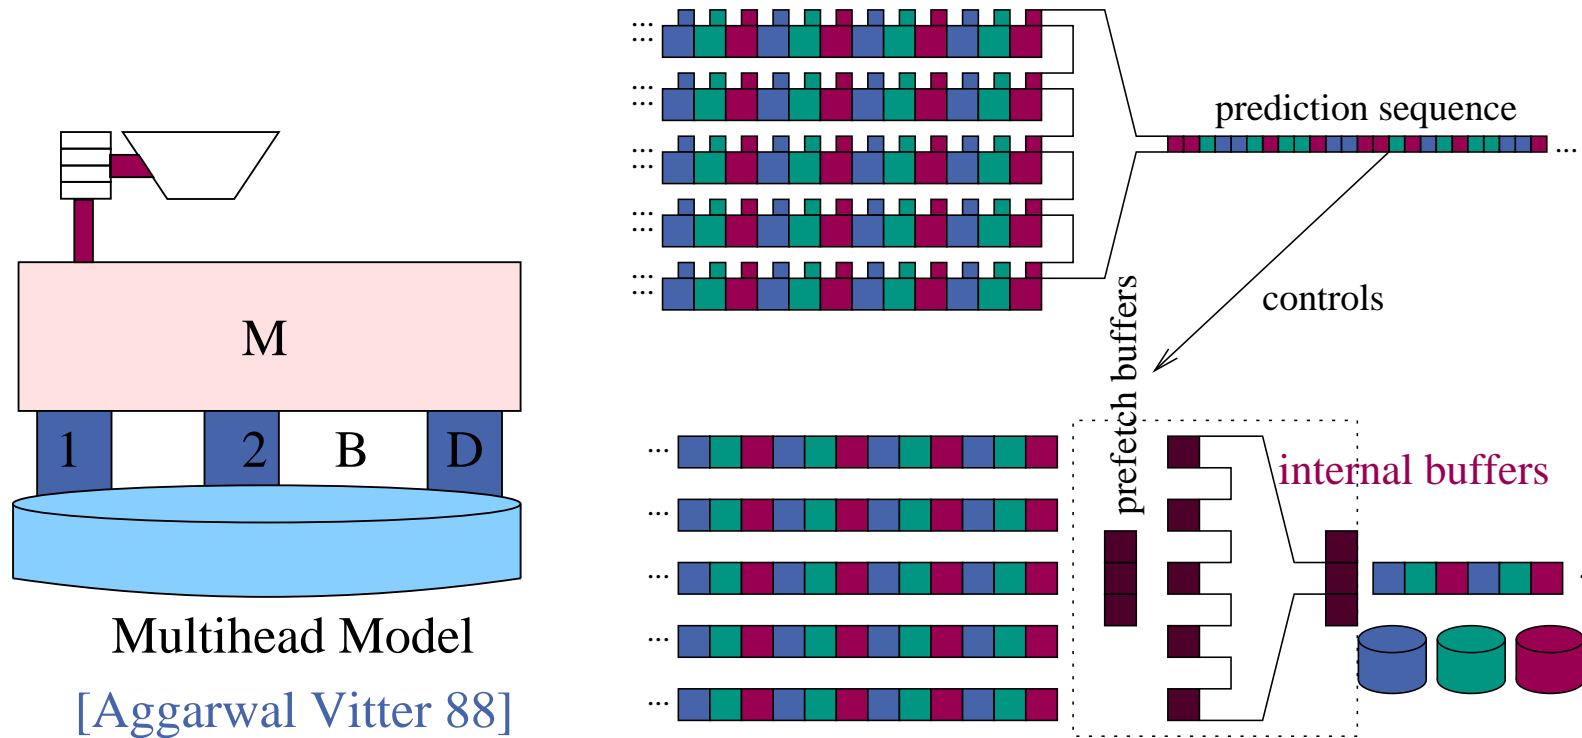 M
1
2
B
D
Multihead Model
[Aggarwal Vitter 88]
...
...
...
...
...
...
...
...
...
...
prediction sequence
...
controls
prefetch buffers
internal buffers
...
...
...
...
...